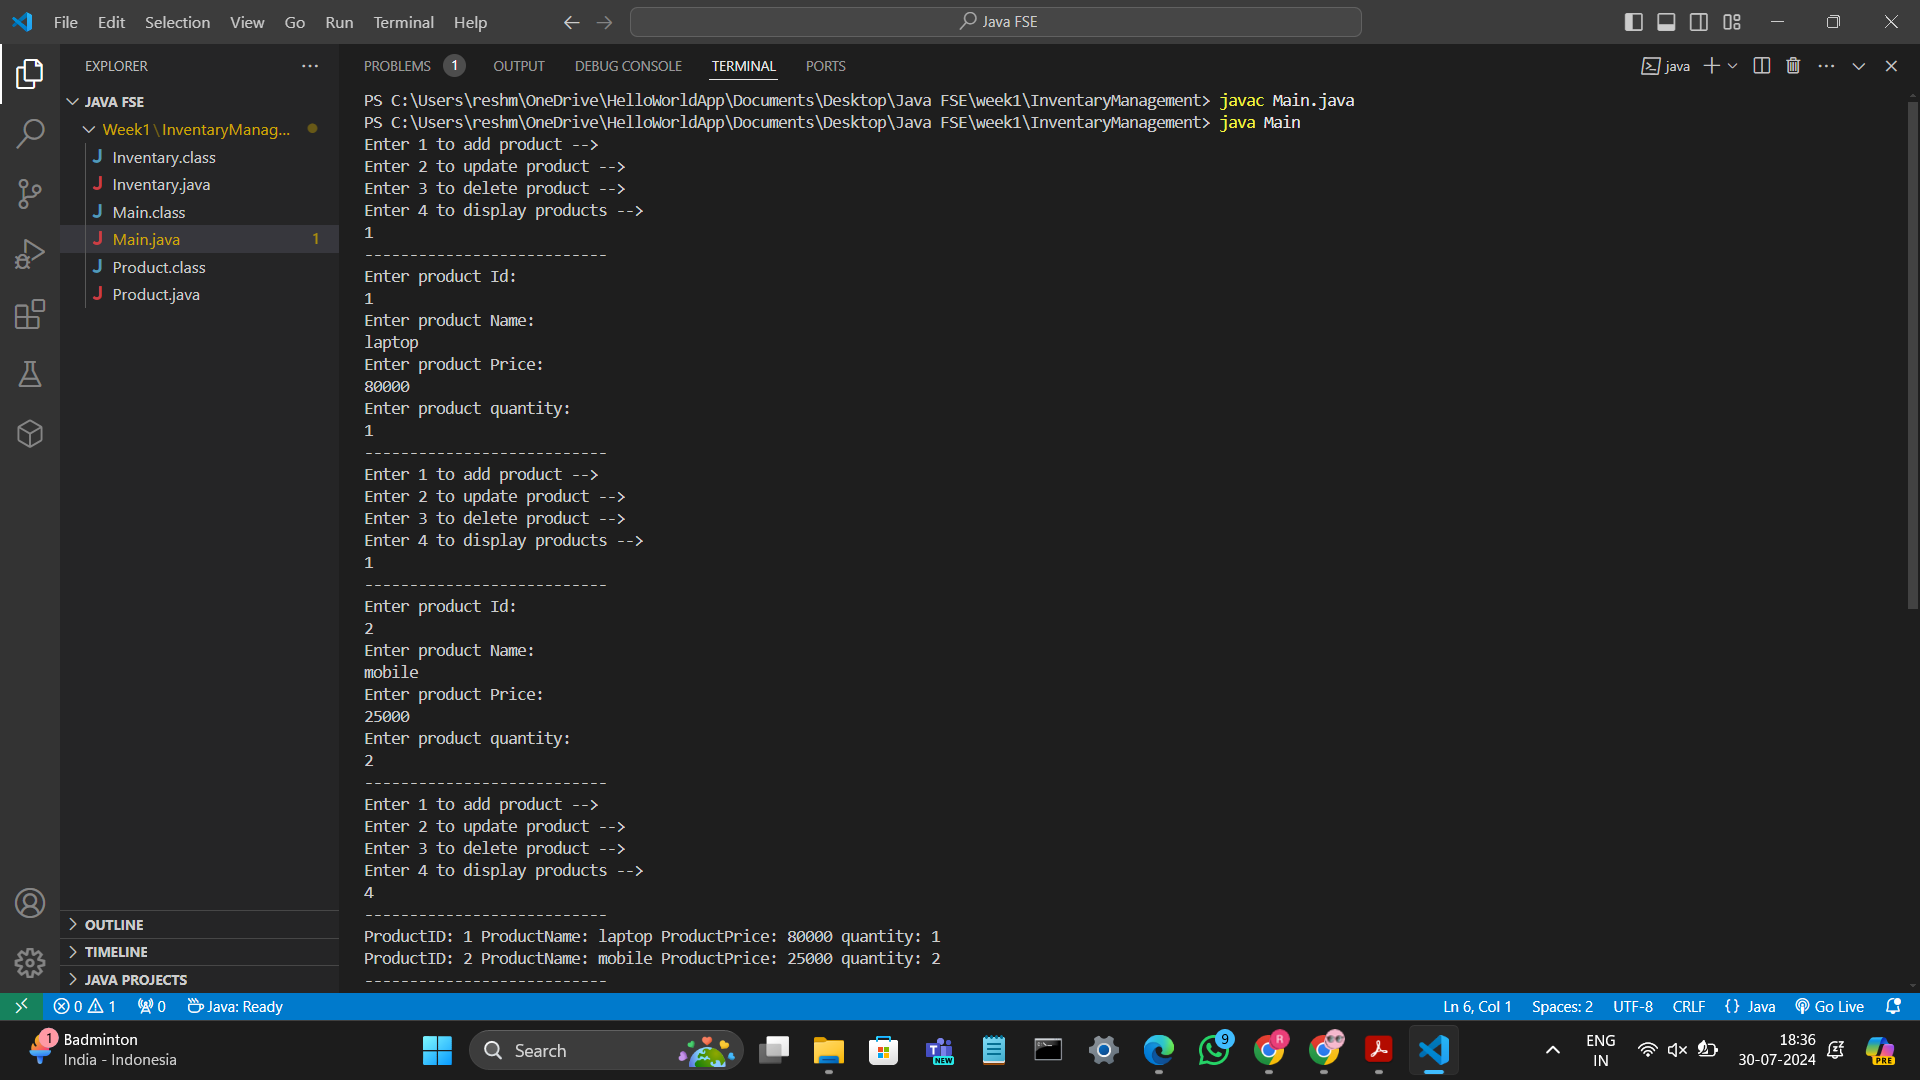 File Edit Selection View Go Run Terminal Help
Java FSE
EXPLORER
JAVA FSE
Week1\InventaryManag...
Inventary.class
Inventary.java
Main.class
Main.java 1
Product.class
Product.java
OUTLINE
TIMELINE
JAVA PROJECTS
PROBLEMS 1 OUTPUT DEBUG CONSOLE TERMINAL PORTS
java
PS C:\Users\reshm\OneDrive\HelloWorldApp\Documents\Desktop\Java FSE\week1\InventaryManagement> javac Main.java
PS C:\Users\reshm\OneDrive\HelloWorldApp\Documents\Desktop\Java FSE\week1\InventaryManagement> java Main
Enter 1 to add product -->
Enter 2 to update product -->
Enter 3 to delete product -->
Enter 4 to display products -->
1
---------------------------
Enter product Id:
1
Enter product Name:
laptop
Enter product Price:
80000
Enter product quantity:
1
---------------------------
Enter 1 to add product -->
Enter 2 to update product -->
Enter 3 to delete product -->
Enter 4 to display products -->
1
---------------------------
Enter product Id:
2
Enter product Name:
mobile
Enter product Price:
25000
Enter product quantity:
2
---------------------------
Enter 1 to add product -->
Enter 2 to update product -->
Enter 3 to delete product -->
Enter 4 to display products -->
4
---------------------------
ProductID: 1 ProductName: laptop ProductPrice: 80000 quantity: 1
ProductID: 2 ProductName: mobile ProductPrice: 25000 quantity: 2
---------------------------
0 1 0 Java: Ready
Ln 6, Col 1 Spaces: 2 UTF-8 CRLF {} Java Go Live
1
Badminton
India - Indonesia
Search
NEW
9
R
ENG
IN
18:36
30-07-2024
PRE